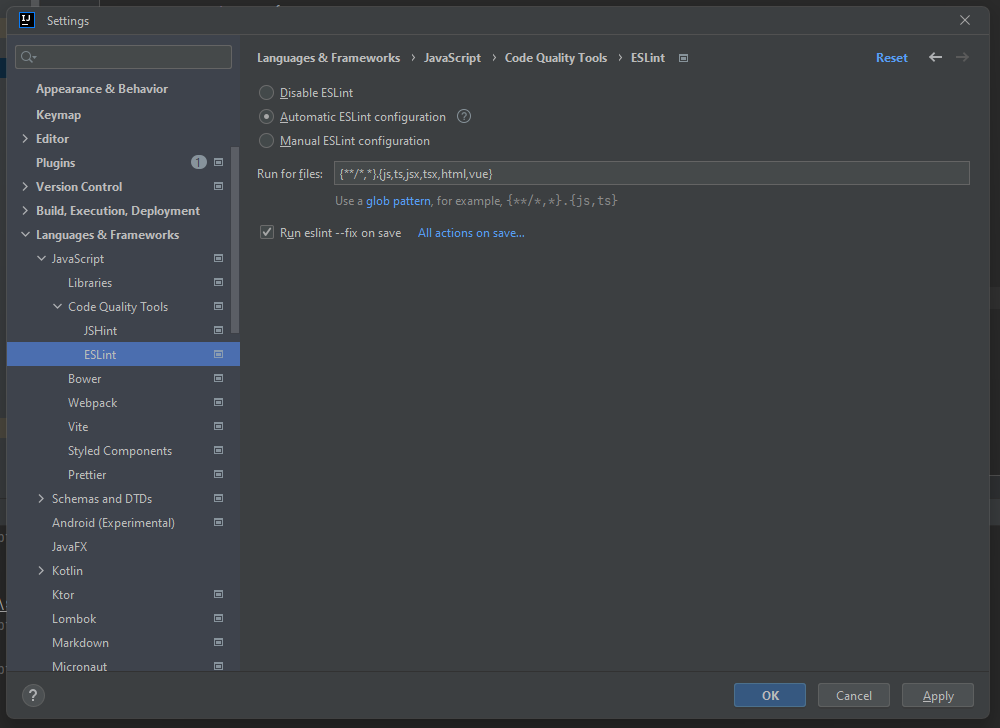 Settings
Languages & Frameworks › JavaScript › Code Quality Tools › ESLint
Reset
Appearance & Behavior
Keymap
Editor
Plugins 1
Version Control
Build, Execution, Deployment
Languages & Frameworks
JavaScript
Libraries
Code Quality Tools
JSHint
ESLint
Bower
Webpack
Vite
Styled Components
Prettier
Schemas and DTDs
Android (Experimental)
JavaFX
Kotlin
Ktor
Lombok
Markdown
Micronaut
Disable ESLint
Automatic ESLint configuration ?
Manual ESLint configuration
Run for files: {**/*,*}.{js,ts,jsx,tsx,html,vue}
Use a glob pattern, for example, {**/*,*}.{js,ts}
Run eslint --fix on save All actions on save...
?
OK Cancel Apply